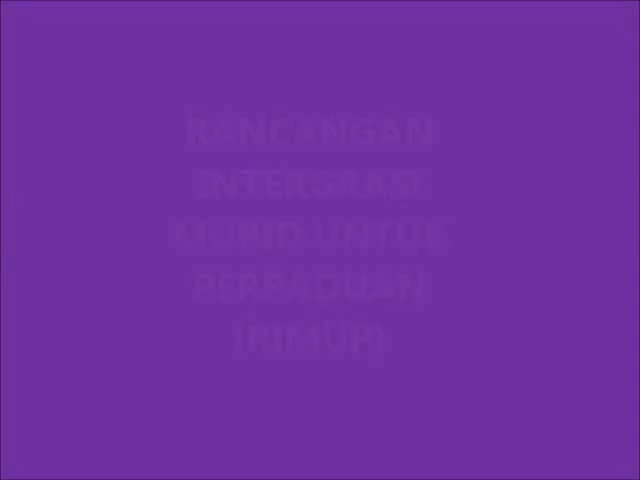 RANCANGAN
INTERGRASI
MURID UNTUK
PERPADUAN
(RIMUP)